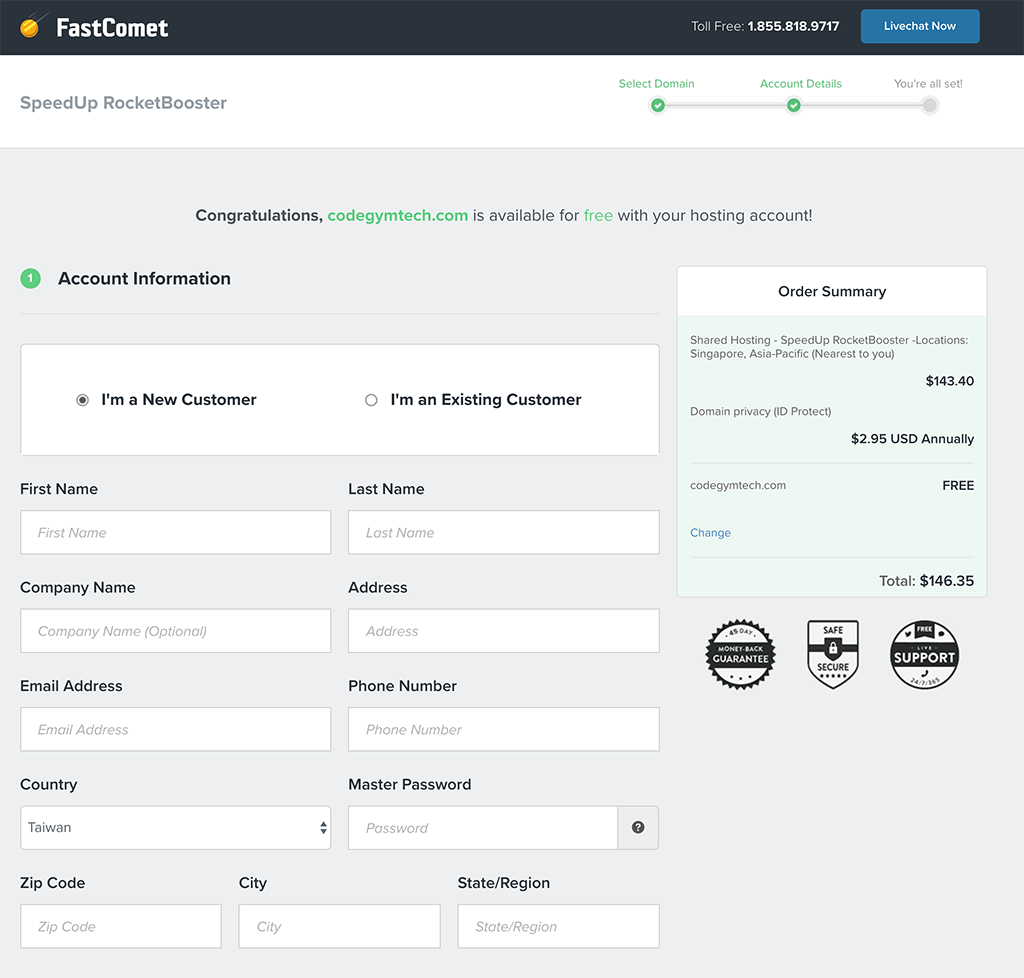 FastComet
Toll Free: 1.855.818.9717
Livechat Now
SpeedUp RocketBooster
Select Domain
Account Details
You're all set!
Congratulations, codegymtech.com is available for free with your hosting account!
1
Account Information
I'm a New Customer
I'm an Existing Customer
First Name
Last Name
First Name
Last Name
Company Name
Address
Company Name (Optional)
Address
Email Address
Phone Number
Email Address
Phone Number
Country
Master Password
Taiwan
Password
?
Zip Code
City
State/Region
Zip Code
City
State/Region
Order Summary
Shared Hosting - SpeedUp RocketBooster -Locations:
Singapore, Asia-Pacific (Nearest to you)
$143.40
Domain privacy (ID Protect)
$2.95 USD Annually
codegymtech.com
FREE
Change
Total: $146.35
45 DAY
MONEY-BACK
GUARANTEE
SAFE
SECURE
FREE
LIVE
SUPPORT
24/7/365